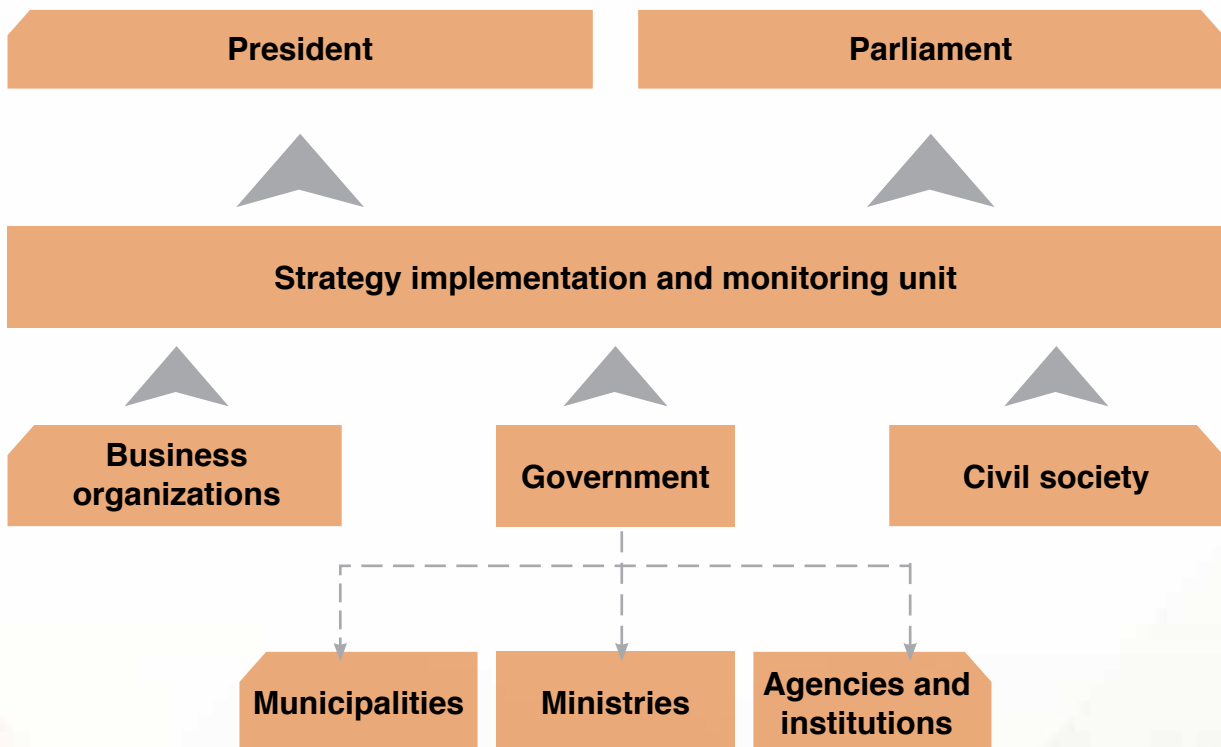 President
Parliament
Strategy implementation and monitoring unit
Business
organizations
Government
Civil society
Municipalities
Ministries
Agencies and
institutions